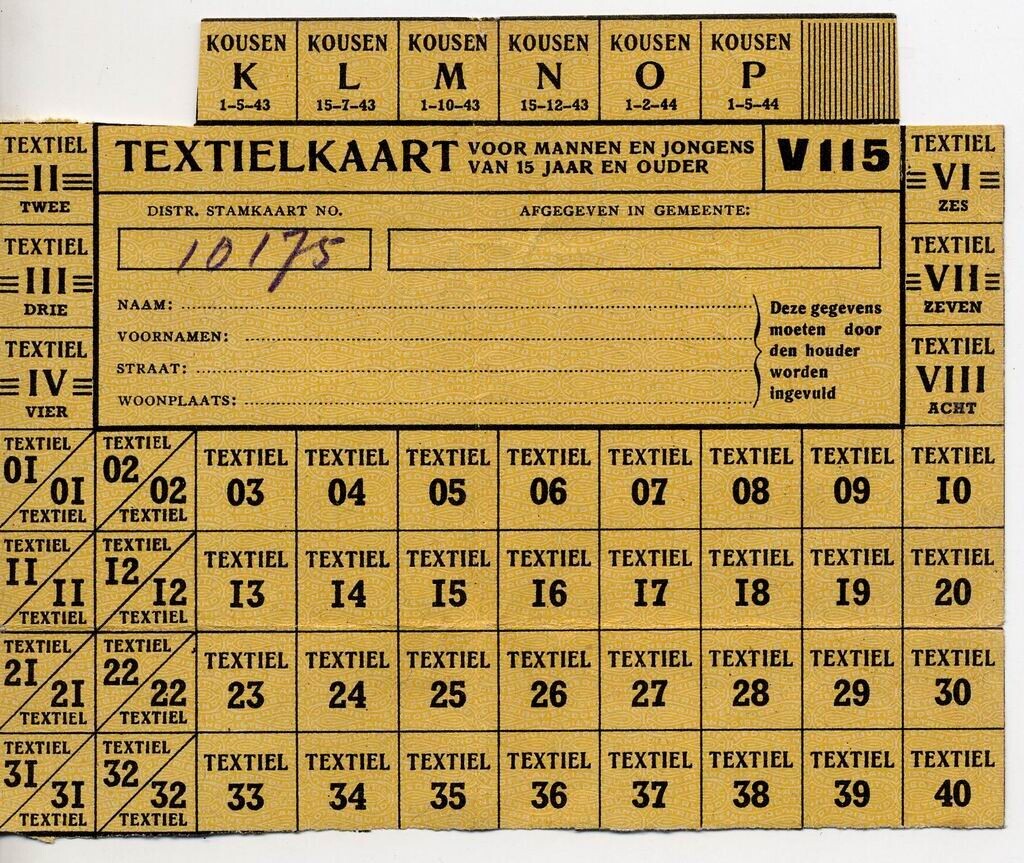 KOUSEN KOUSEN KOUSEN KOUSEN KOUSEN KOUSEN
K L M N O P
1-5-43 15-7-43 1-10-43 15-12-43 1-2-44 1-5-44
TEXTIEL
II
TWEE
TEXTIEL
III
DRIE
TEXTIEL
IV
VIER
TEXTIELKAART VOOR MANNEN EN JONGENS
VAN 15 JAAR EN OUDER
V115
DISTR. STAMKAART NO. AFGEGEVEN IN GEMEENTE:
10175
NAAM:
VOORNAMEN:
STRAAT:
WOONPLAATS:
Deze gegevens
moeten door
den houder
worden
ingevuld
TEXTIEL
VI
ZES
TEXTIEL
VII
ZEVEN
TEXTIEL
VIII
ACHT
TEXTIEL TEXTIEL TEXTIEL TEXTIEL TEXTIEL TEXTIEL TEXTIEL TEXTIEL TEXTIEL TEXTIEL
01 02 03 04 05 06 07 08 09 10
01 02
TEXTIEL TEXTIEL
TEXTIEL TEXTIEL TEXTIEL TEXTIEL TEXTIEL TEXTIEL TEXTIEL TEXTIEL TEXTIEL TEXTIEL
11 12 13 14 15 16 17 18 19 20
11 12
TEXTIEL TEXTIEL
TEXTIEL TEXTIEL TEXTIEL TEXTIEL TEXTIEL TEXTIEL TEXTIEL TEXTIEL TEXTIEL TEXTIEL
21 22 23 24 25 26 27 28 29 30
21 22
TEXTIEL TEXTIEL
TEXTIEL TEXTIEL TEXTIEL TEXTIEL TEXTIEL TEXTIEL TEXTIEL TEXTIEL TEXTIEL TEXTIEL
31 32 33 34 35 36 37 38 39 40
31 32
TEXTIEL TEXTIEL